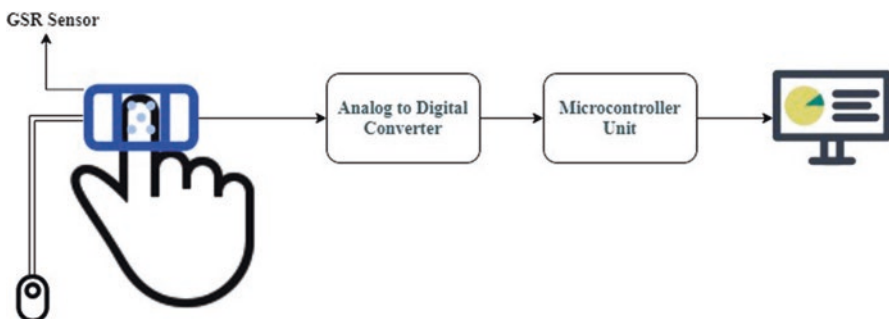 GSR Sensor
Analog to Digital
Converter
Microcontroller
Unit